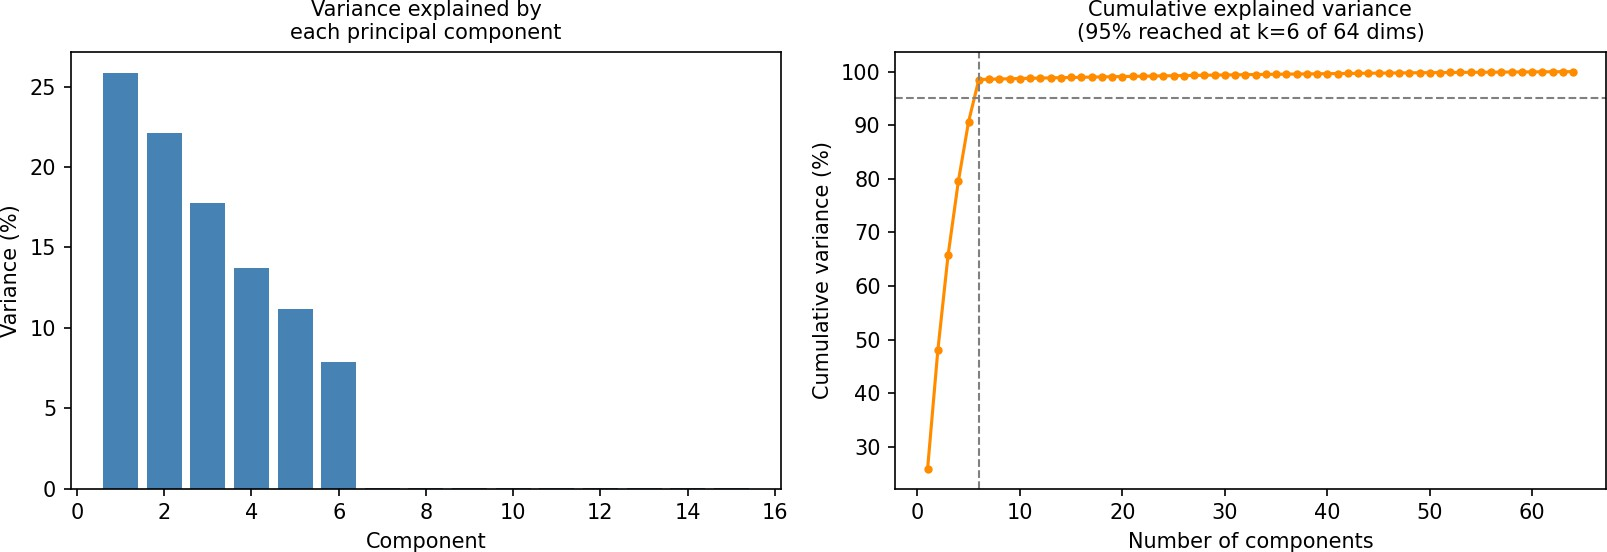 Variance explained by
each principal component
Variance (%)
25
20
15
10
5
0
0 2 4 6 8 10 12 14 16
Component
Cumulative explained variance
(95% reached at k=6 of 64 dims)
Cumulative variance (%)
100
90
80
70
60
50
40
30
0 10 20 30 40 50 60
Number of components